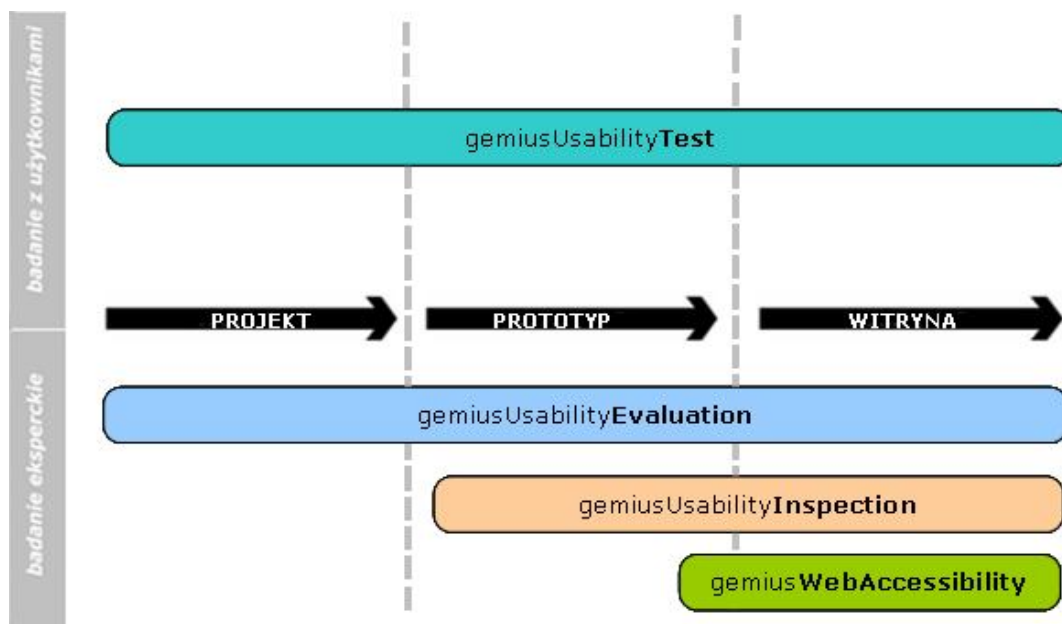 badanie z użytkownikami
gemiusUsabilityTest
PROJEKT
PROTOTYP
WITRYNA
badanie eksperckie
gemiusUsabilityEvaluation
gemiusUsabilityInspection
gemiusWebAccessibility